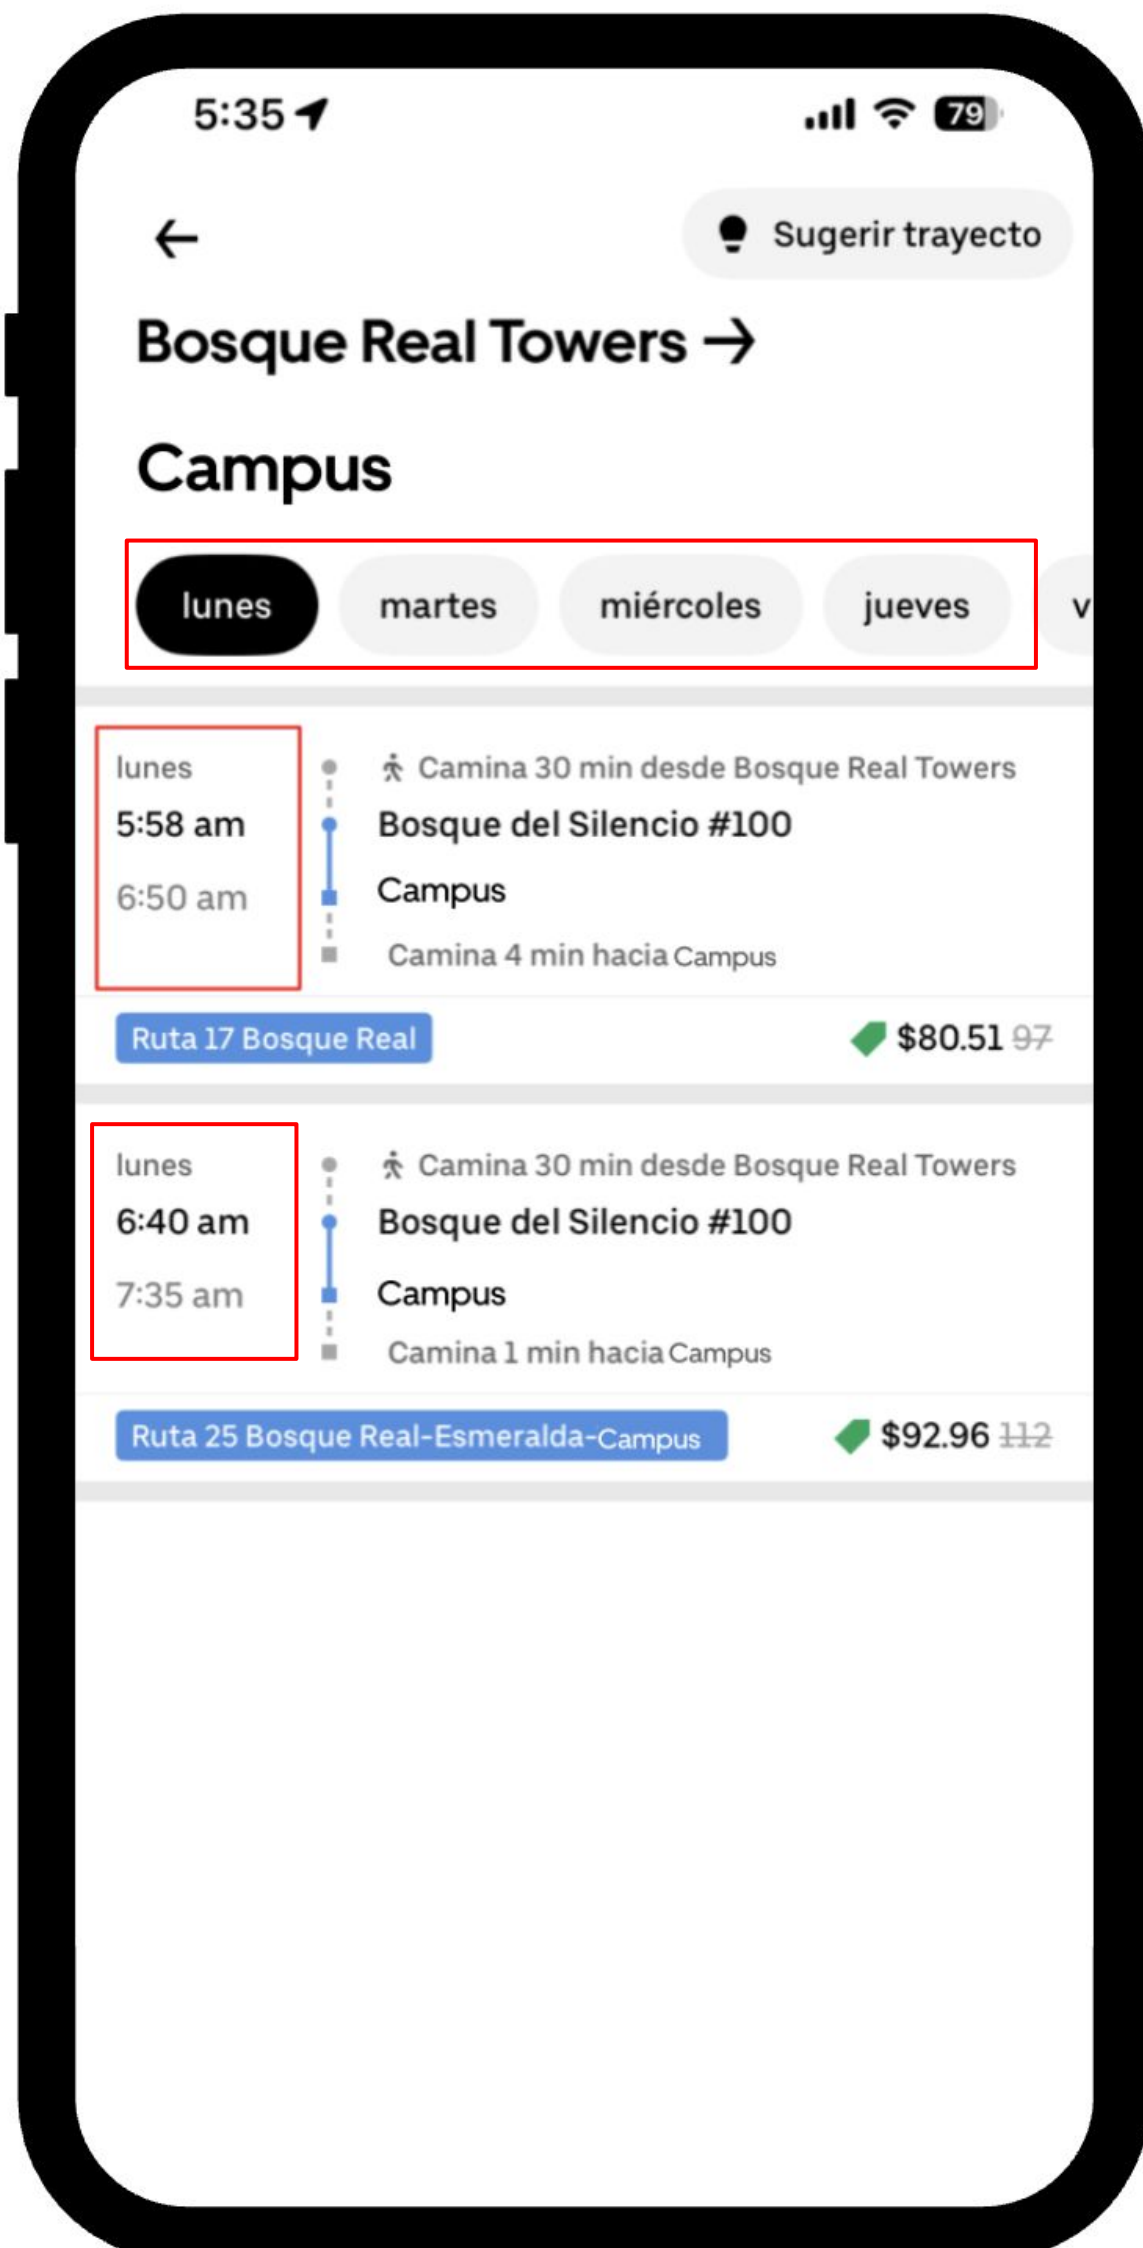 5:35
79
Sugerir trayecto
Bosque Real Towers →
Campus
lunes martes miércoles jueves v
lunes
Camina 30 min desde Bosque Real Towers
5:58 am
Bosque del Silencio #100
6:50 am
Campus
Camina 4 min hacia Campus
Ruta 17 Bosque Real
$80.51 97
lunes
Camina 30 min desde Bosque Real Towers
6:40 am
Bosque del Silencio #100
7:35 am
Campus
Camina 1 min hacia Campus
Ruta 25 Bosque Real-Esmeralda-Campus
$92.96 112